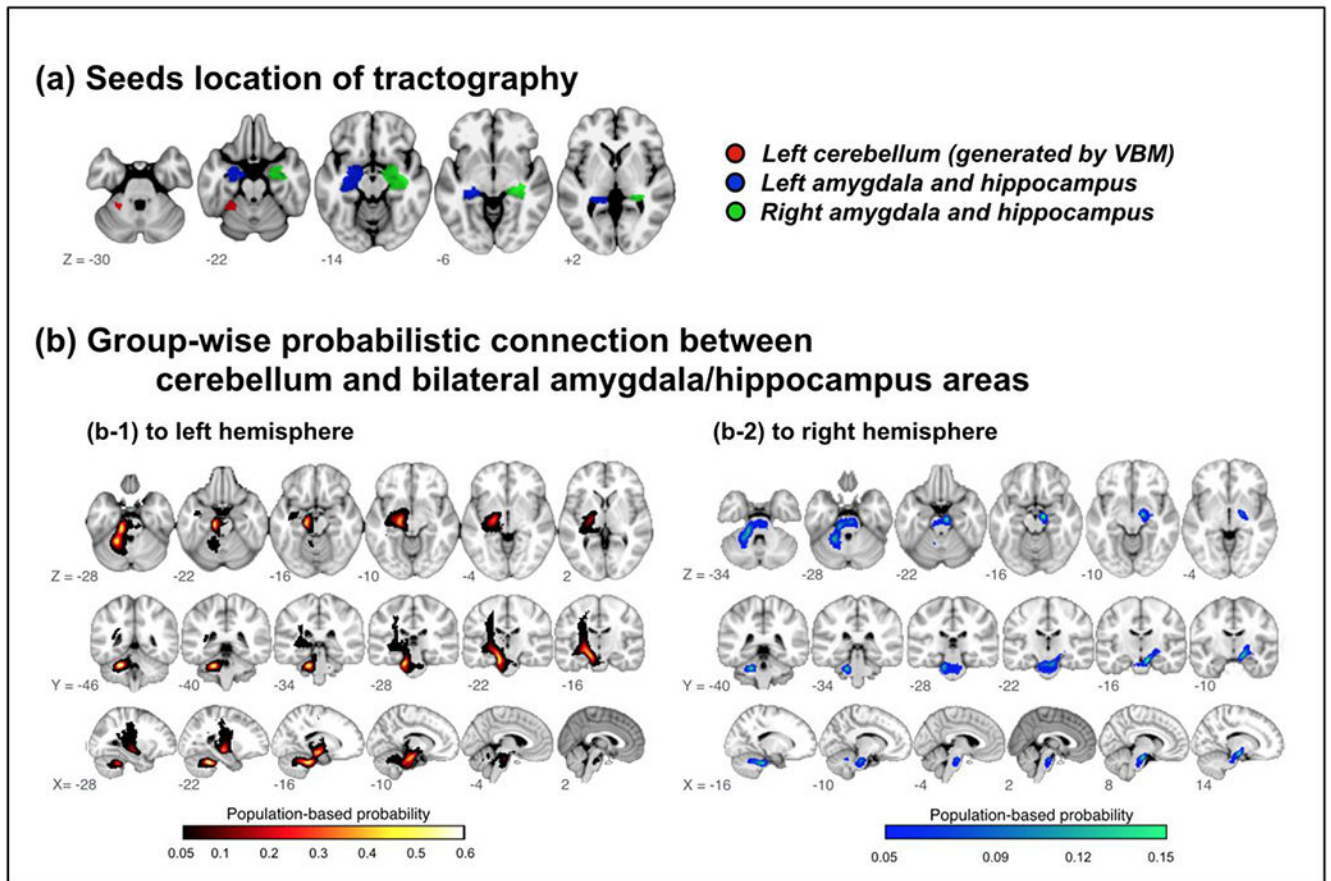 (a) Seeds location of tractography
Left cerebellum (generated by VBM)
Left amygdala and hippocampus
Right amygdala and hippocampus
Z = -30 -22 -14 -6 +2
(b) Group-wise probabilistic connection between
cerebellum and bilateral amygdala/hippocampus areas
(b-1) to left hemisphere
Z = -28 -22 -16 -10 -4 2
Y = -46 -40 -34 -28 -22 -16
X= -28 -22 -16 -10 -4 2
Population-based probability
0.05 0.1 0.2 0.3 0.4 0.5 0.6
(b-2) to right hemisphere
Z = -34 -28 -22 -16 -10 -4
Y = -40 -34 -28 -22 -16 -10
X= -16 -10 -4 2 8 14
Population-based probability
0.05 0.09 0.12 0.15